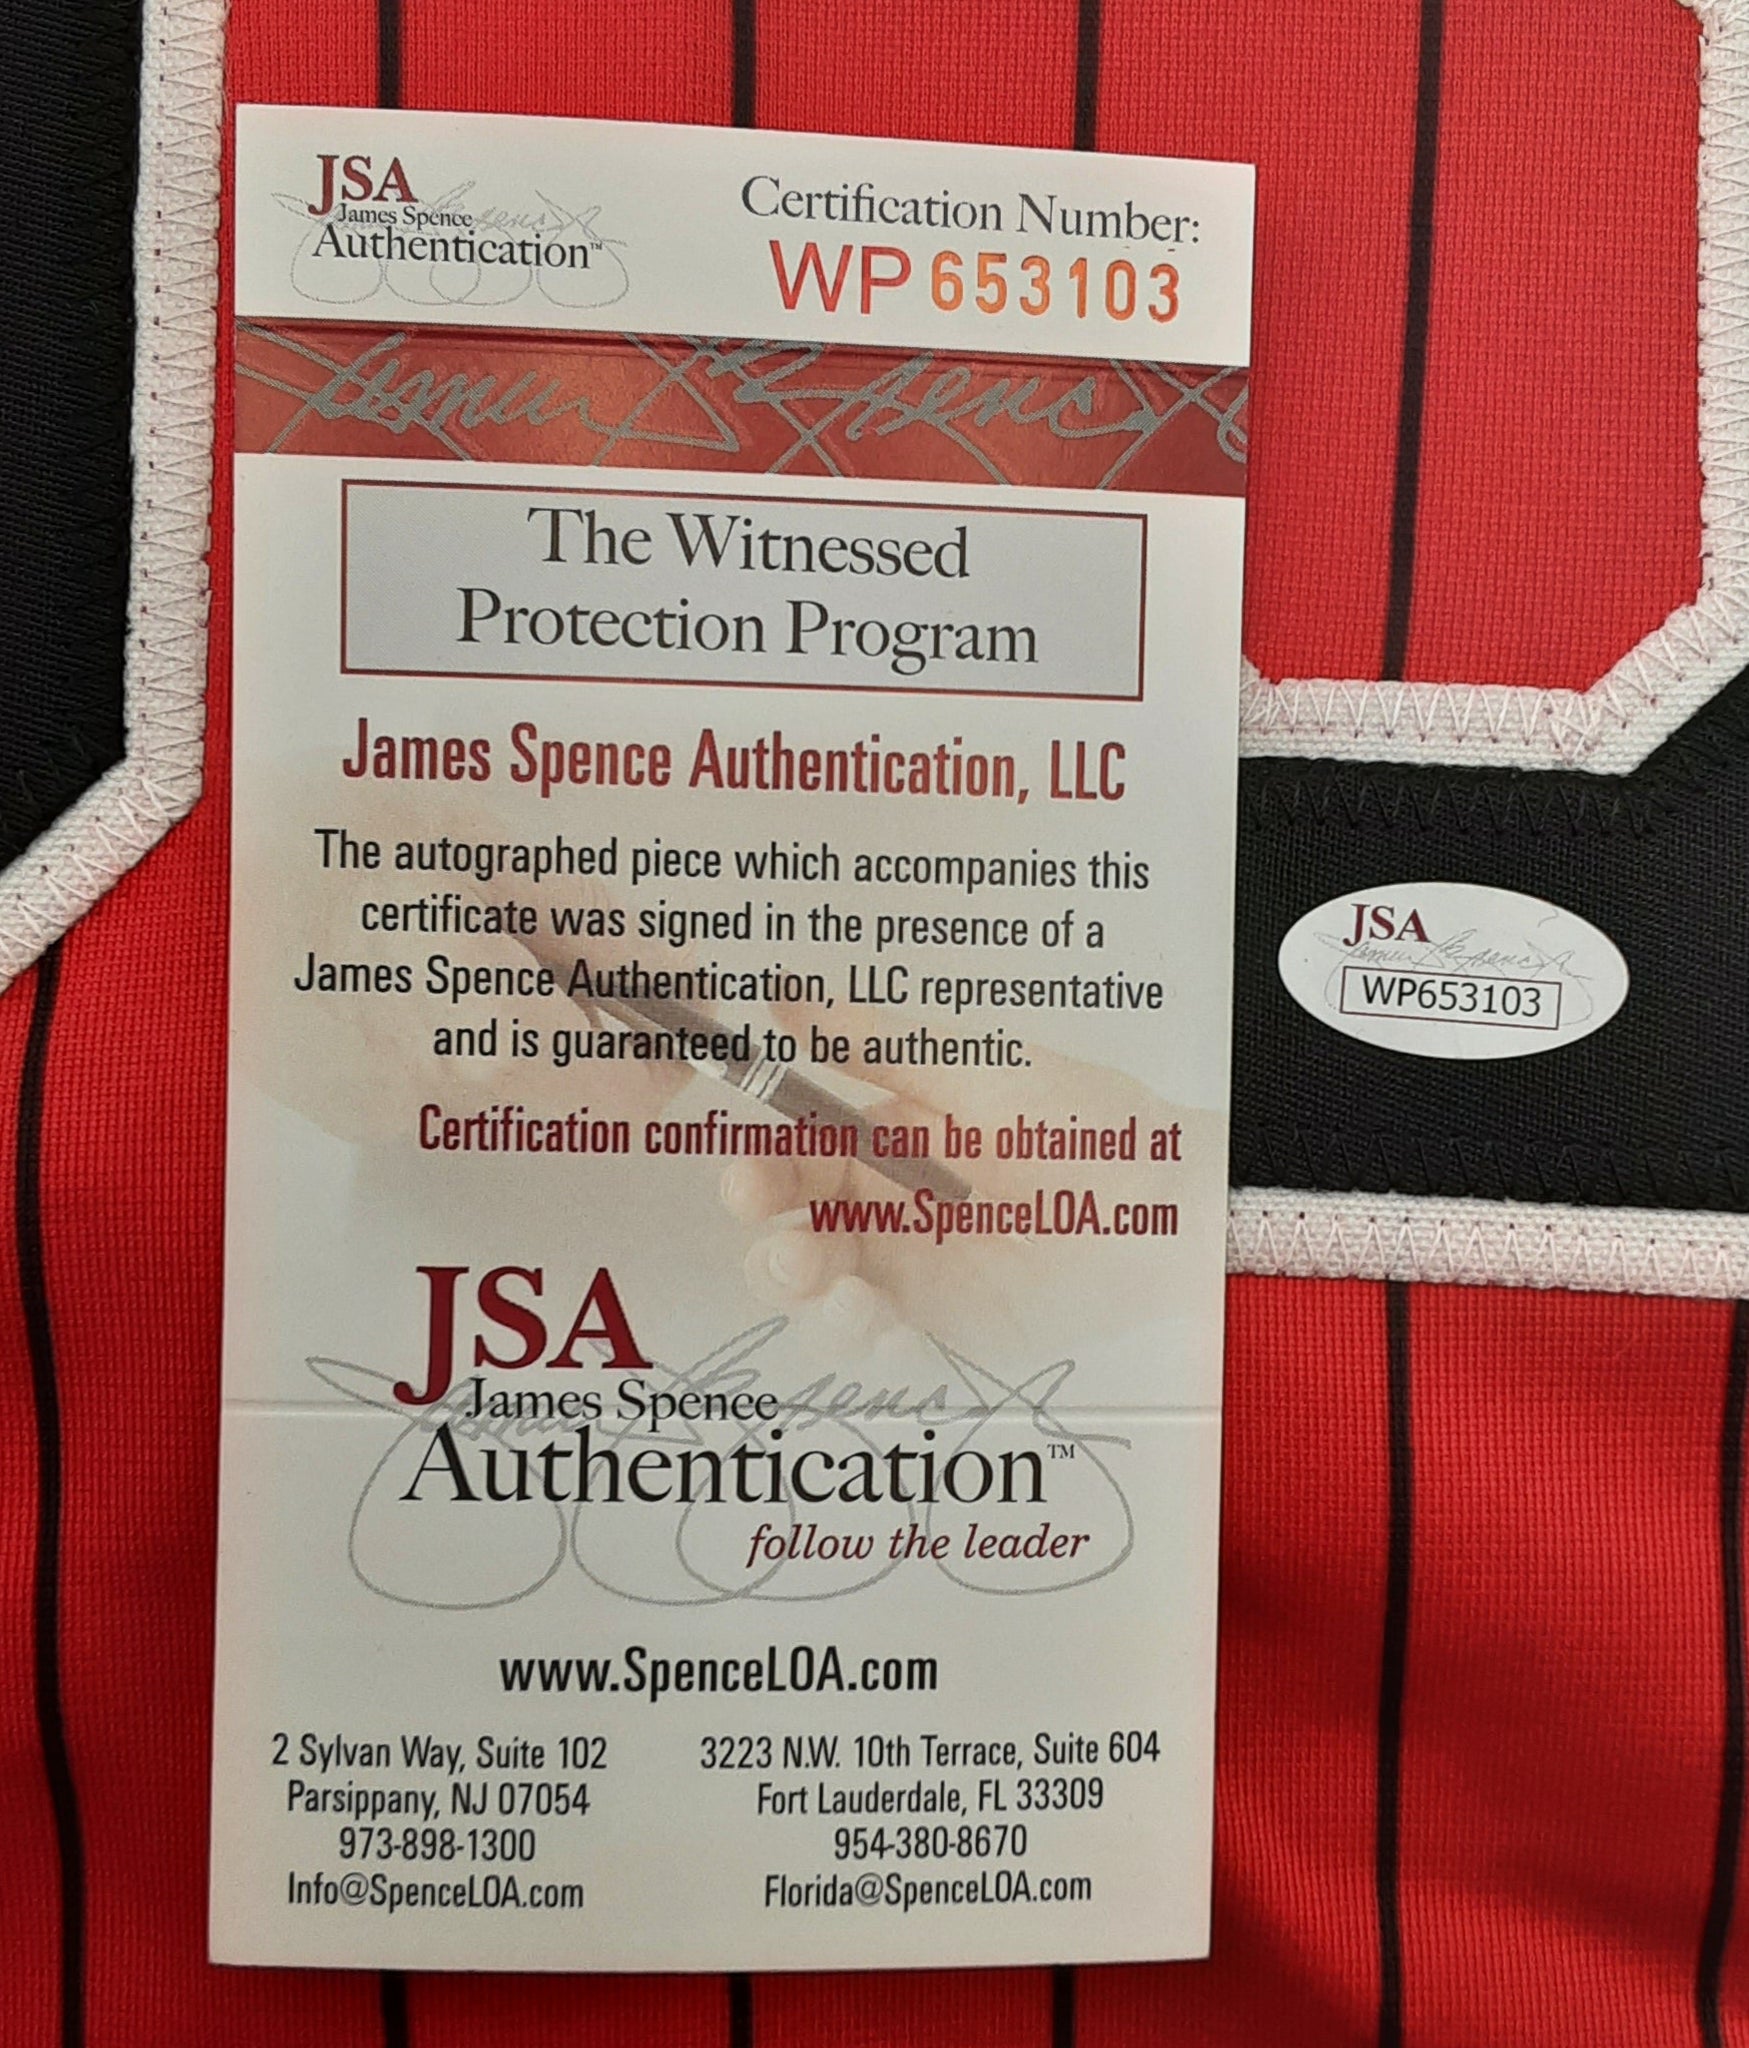 JSA
James Spence
Authentication™
Certification Number:
WP 653103
The Witnessed
Protection Program
James Spence Authentication, LLC
The autographed piece which accompanies this
certificate was signed in the presence of a
James Spence Authentication, LLC representative
and is guaranteed to be authentic.
Certification confirmation can be obtained at
www.SpenceLOA.com
JSA
James Spence
Authentication™
follow the leader
www.SpenceLOA.com
2 Sylvan Way, Suite 102
Parsippany, NJ 07054
973-898-1300
Info@SpenceLOA.com
3223 N.W. 10th Terrace, Suite 604
Fort Lauderdale, FL 33309
954-380-8670
Florida@SpenceLOA.com
JSA
WP653103